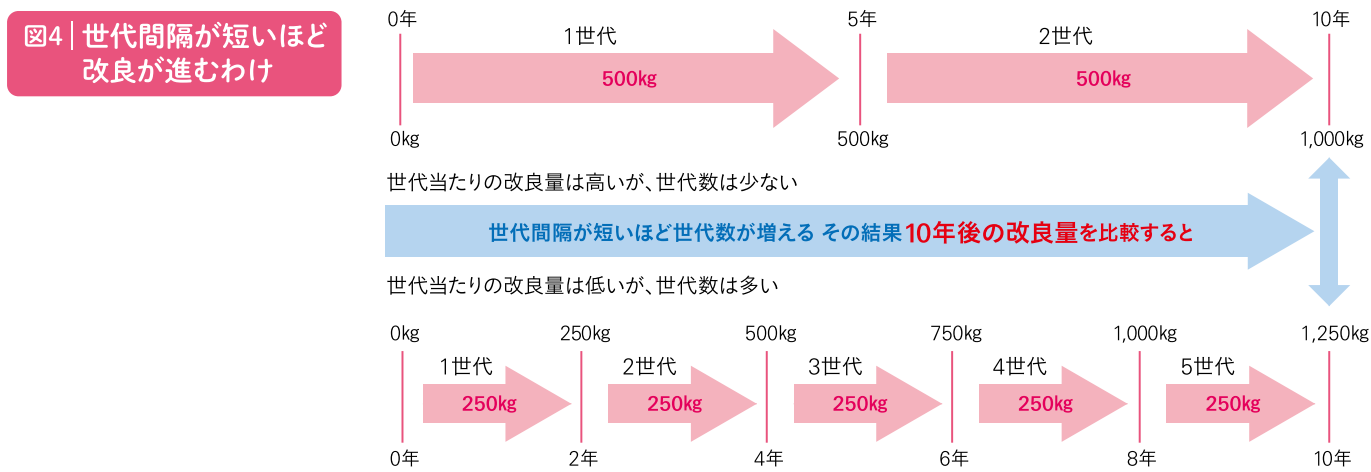 図4 世代間隔が短いほど
改良が進むわけ
0年 5年 10年
1世代 2世代
500kg 500kg
0kg 500kg 1,000kg
世代当たりの改良量は高いが、世代数は少ない
世代間隔が短いほど世代数が増える その結果10年後の改良量を比較すると
世代当たりの改良量は低いが、世代数は多い
0kg 250kg 500kg 750kg 1,000kg 1,250kg
1世代 2世代 3世代 4世代 5世代
250kg 250kg 250kg 250kg 250kg
0年 2年 4年 6年 8年 10年